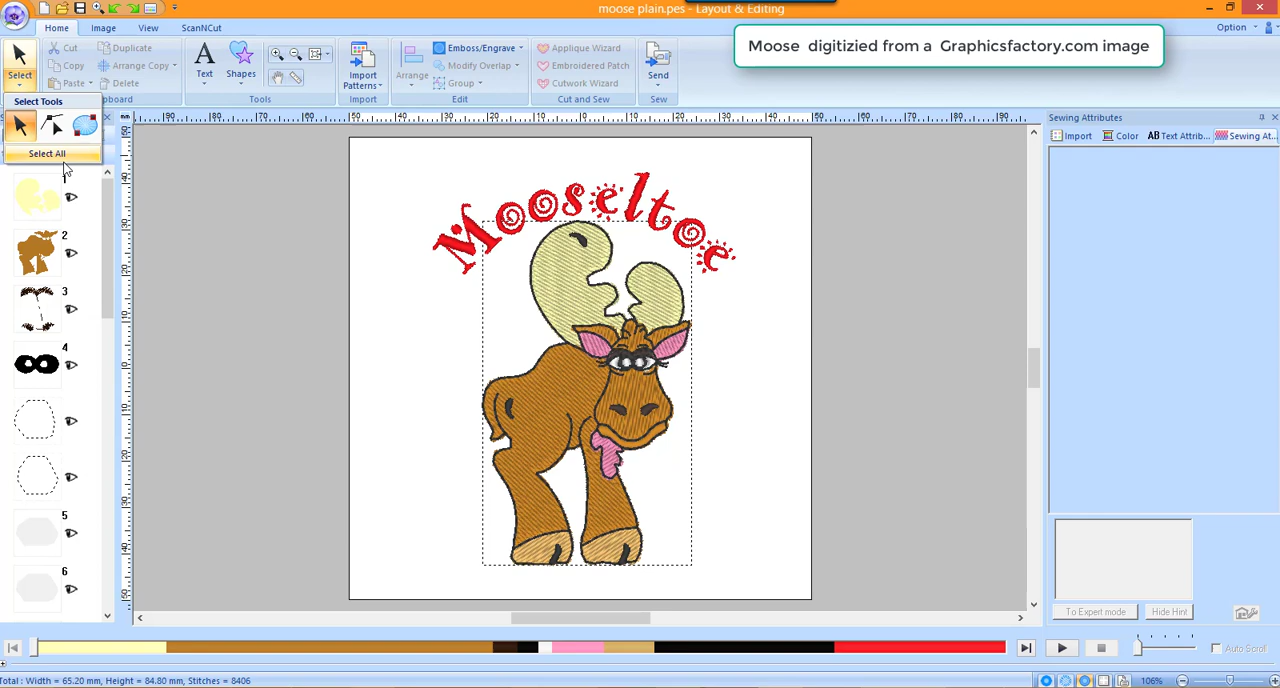 moose plain.pes - Layout & Editing
Home Image View ScanNCut Option
Moose digitizied from a Graphicsfactory.com image
Select
Cut Duplicate
Copy Arrange Copy
Paste Delete
Text Shapes
Import Patterns
Arrange
Emboss/Engrave
Modify Overlap
Group
Applique Wizard
Embroidered Patch
Cutwork Wizard
Send
Clipboard Tools Import Edit Cut and Sew Sew
Select Tools
Select All
Sewing Attributes
Import Color Text Attrib... Sewing At...
Mooseltoe
1
2
3
4
5
6
To Expert mode Hide Hint
Auto Scroll
Total : Width = 65.20 mm, Height = 84.80 mm, Stitches = 8406
106%